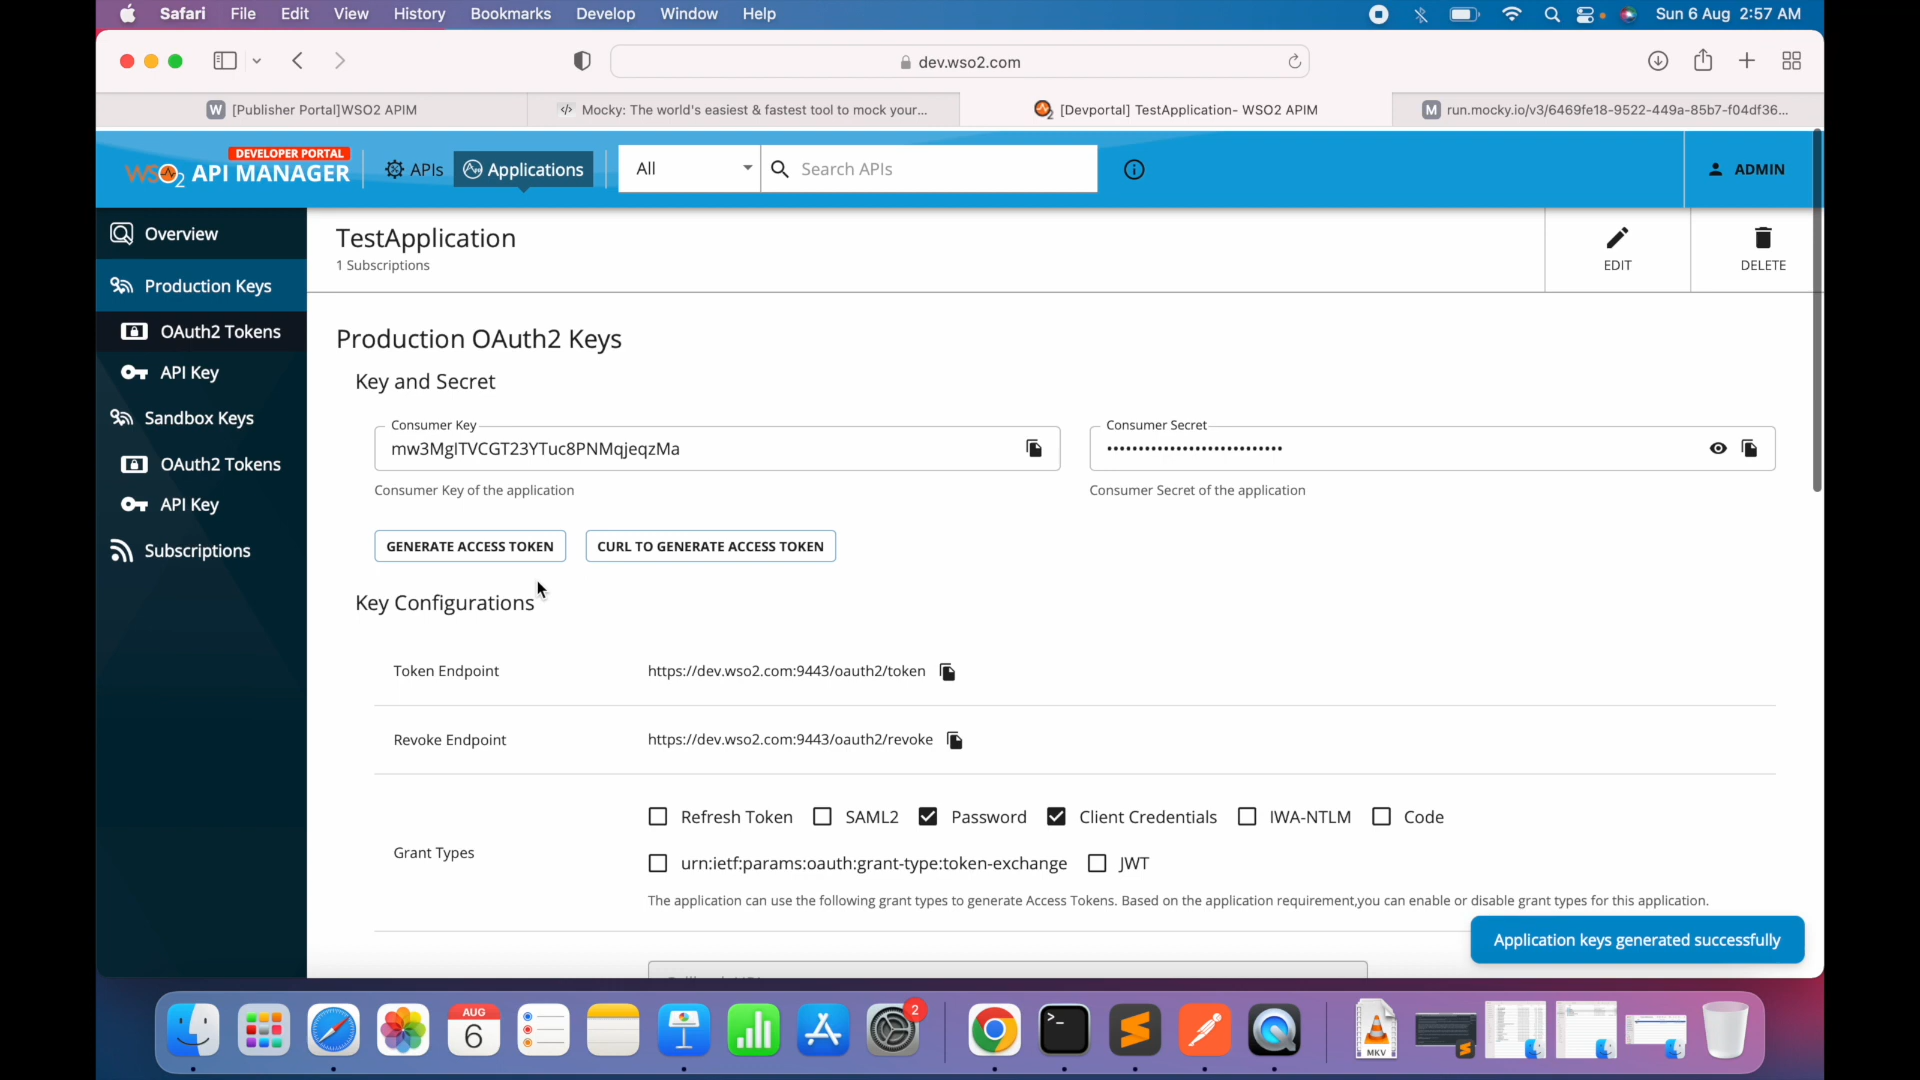 Safari File Edit View History Bookmarks Develop Window Help Sun 6 Aug 2:57 AM
dev.wso2.com
W [Publisher Portal]WSO2 APIM
</> Mocky: The world's easiest & fastest tool to mock your...
[Devportal] TestApplication- WSO2 APIM
M run.mocky.io/v3/6469fe18-9522-449a-85b7-f04df36...
DEVELOPER PORTAL
WSO2 API MANAGER
APIs
Applications
All
Search APIs
ADMIN
Overview
Production Keys
OAuth2 Tokens
API Key
Sandbox Keys
OAuth2 Tokens
API Key
Subscriptions
TestApplication
1 Subscriptions
EDIT
DELETE
Production OAuth2 Keys
Key and Secret
Consumer Key
mw3MgITVCGT23YTuc8PNMqjeqzMa
Consumer Key of the application
Consumer Secret
••••••••••••••••••••••••••••
Consumer Secret of the application
GENERATE ACCESS TOKEN
CURL TO GENERATE ACCESS TOKEN
Key Configurations
Token Endpoint https://dev.wso2.com:9443/oauth2/token
Revoke Endpoint https://dev.wso2.com:9443/oauth2/revoke
Grant Types
Refresh Token SAML2 Password Client Credentials IWA-NTLM Code
urn:ietf:params:oauth:grant-type:token-exchange JWT
The application can use the following grant types to generate Access Tokens. Based on the application requirement,you can enable or disable grant types for this application.
Application keys generated successfully
AUG
6
2
>_
MKV